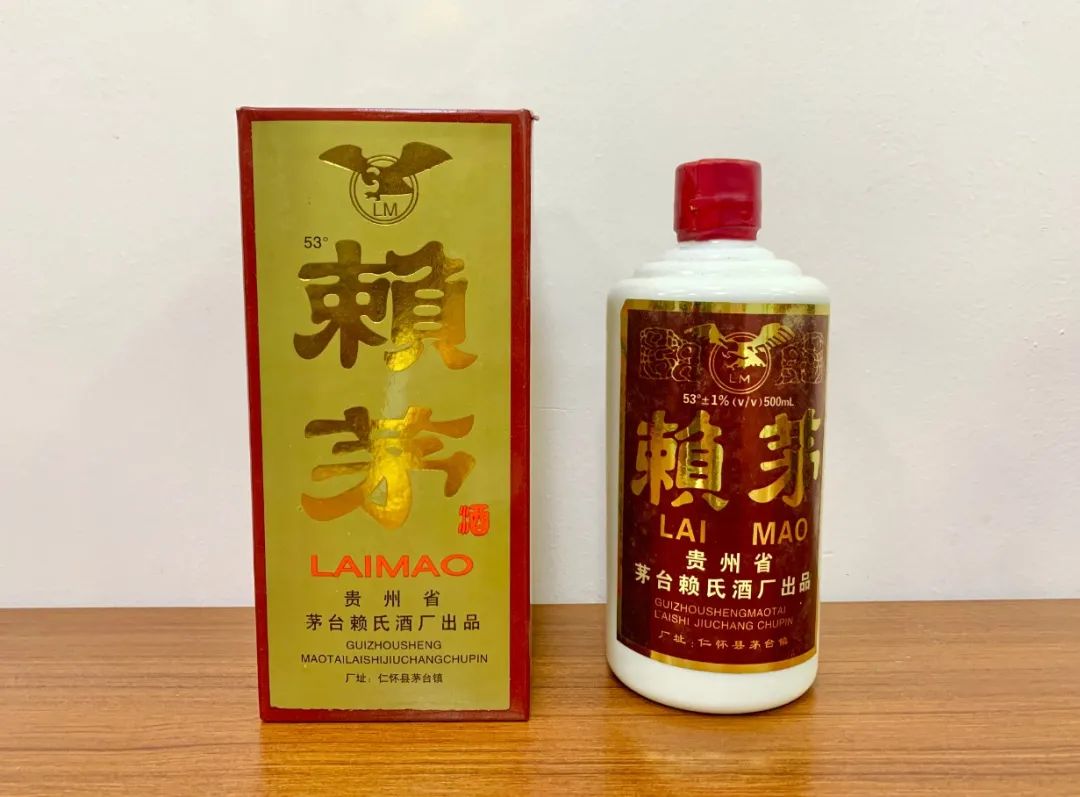 LM
53°
賴
茅
酒
LAIMAO
贵州省
茅台赖氏酒厂出品
GUIZHOUSHENG
MAOTAILAISHIJIUCHANGCHUPIN
厂址：仁怀县茅台镇
LM
53°±1%(v/v)500mL
賴茅
LAI MAO
贵州省
茅台赖氏酒厂出品
GUIZHOUSHENGMAOTAI
LAISHI JIUCHANG CHUPIN
厂址：仁怀县茅台镇